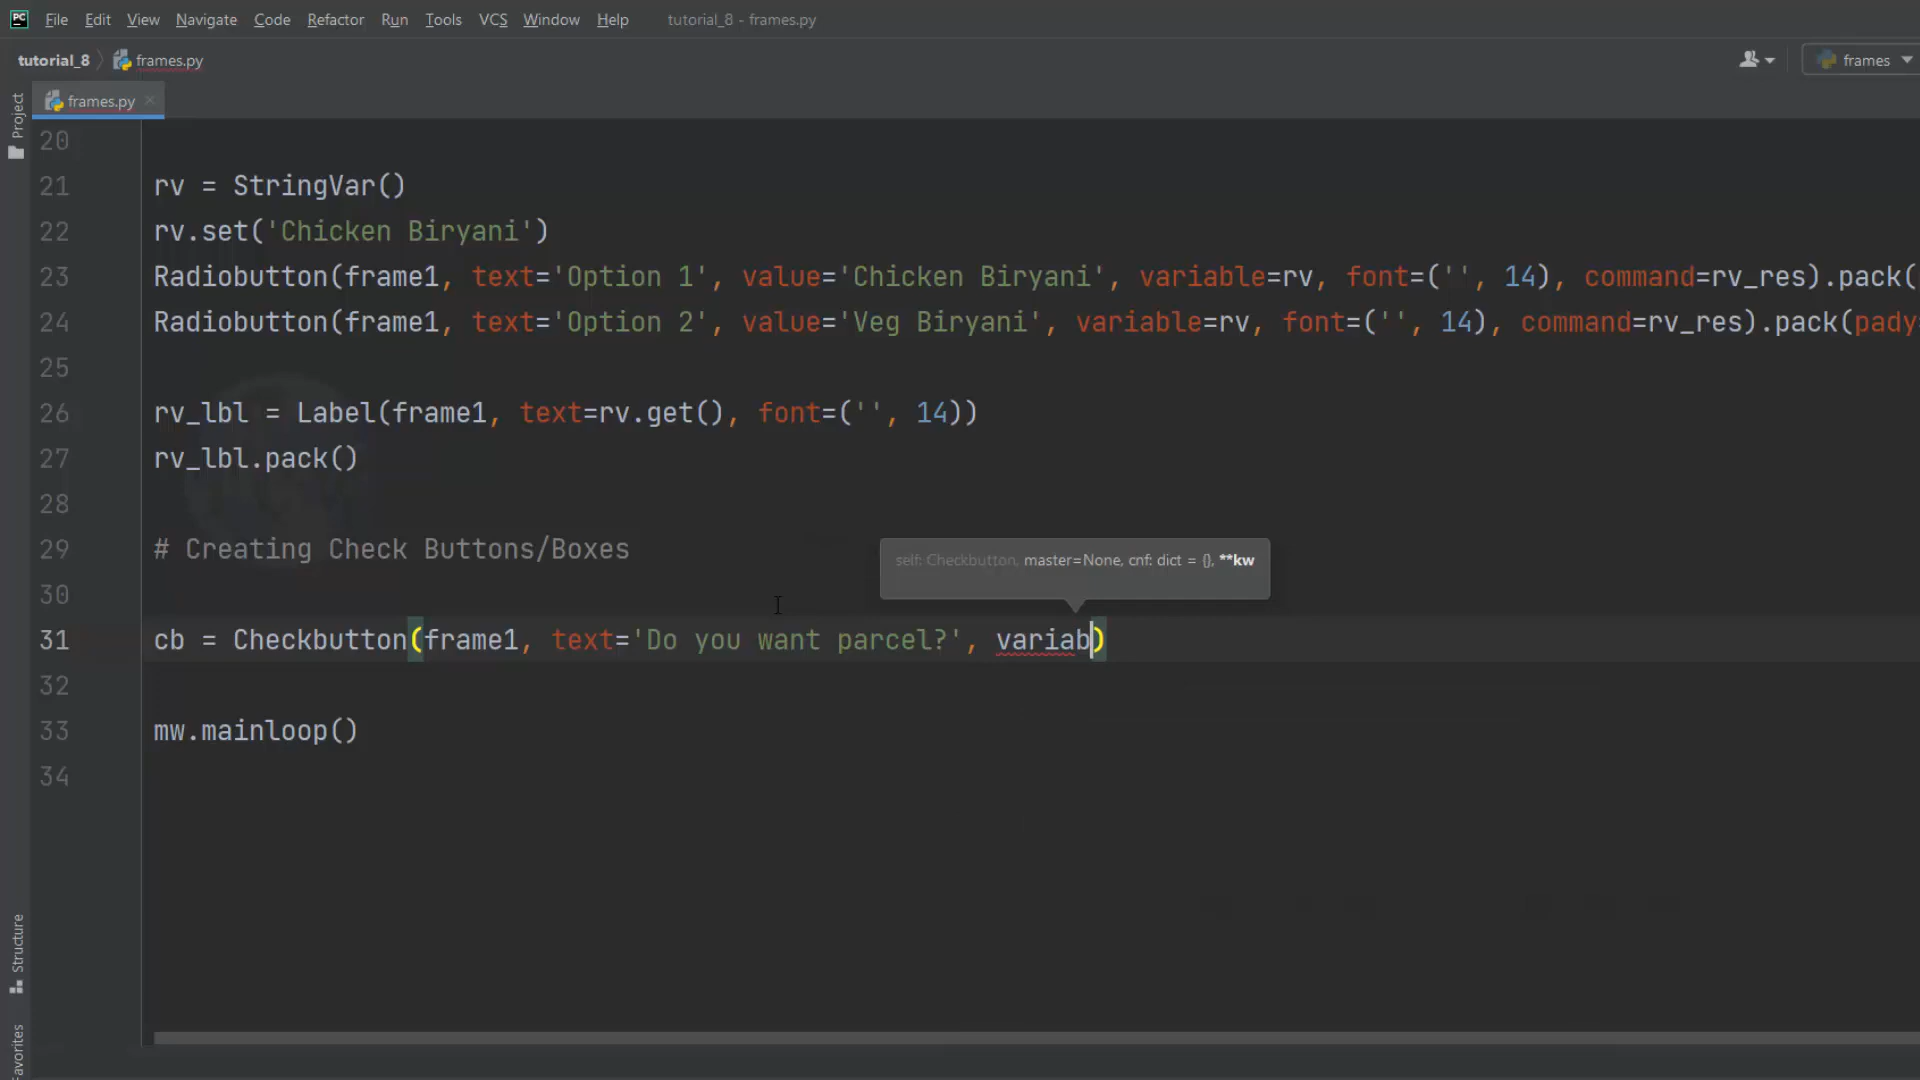 PC File Edit View Navigate Code Refactor Run Tools VCS Window Help tutorial_8 - frames.py
tutorial_8 frames.py frames
frames.py
Project
20
21 rv = StringVar()
22 rv.set('Chicken Biryani')
23 Radiobutton(frame1, text='Option 1', value='Chicken Biryani', variable=rv, font=('', 14), command=rv_res).pack(
24 Radiobutton(frame1, text='Option 2', value='Veg Biryani', variable=rv, font=('', 14), command=rv_res).pack(pady
25
26 rv_lbl = Label(frame1, text=rv.get(), font=('', 14))
27 rv_lbl.pack()
28
29 # Creating Check Buttons/Boxes
self: Checkbutton, master=None, cnf: dict = {}, **kw
30
31 cb = Checkbutton(frame1, text='Do you want parcel?', variab)
32
33 mw.mainloop()
34
Structure
Favorites